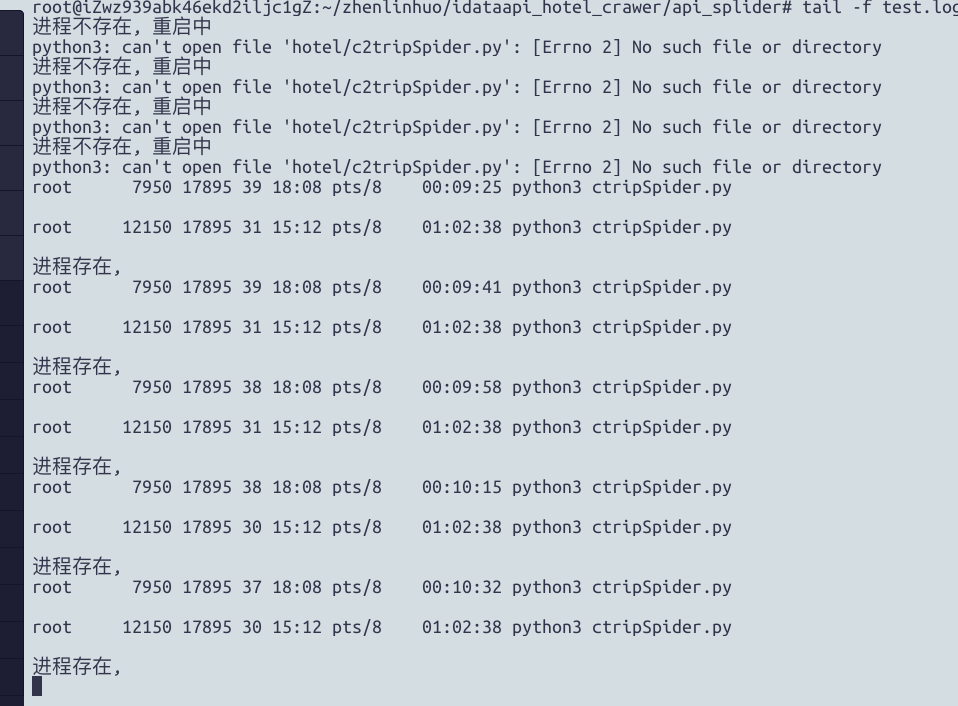 root@iZwz939abk46ekd2iljc1gZ:~/zhenlinhuo/idataapi_hotel_crawer/api_splider# tail -f test.log
进程不存在, 重启中
python3: can't open file 'hotel/c2tripSpider.py': [Errno 2] No such file or directory
进程不存在, 重启中
python3: can't open file 'hotel/c2tripSpider.py': [Errno 2] No such file or directory
进程不存在, 重启中
python3: can't open file 'hotel/c2tripSpider.py': [Errno 2] No such file or directory
进程不存在, 重启中
python3: can't open file 'hotel/c2tripSpider.py': [Errno 2] No such file or directory
root      7950 17895 39 18:08 pts/8    00:09:25 python3 ctripSpider.py
root     12150 17895 31 15:12 pts/8    01:02:38 python3 ctripSpider.py
进程存在,
root      7950 17895 39 18:08 pts/8    00:09:41 python3 ctripSpider.py
root     12150 17895 31 15:12 pts/8    01:02:38 python3 ctripSpider.py
进程存在,
root      7950 17895 38 18:08 pts/8    00:09:58 python3 ctripSpider.py
root     12150 17895 31 15:12 pts/8    01:02:38 python3 ctripSpider.py
进程存在,
root      7950 17895 38 18:08 pts/8    00:10:15 python3 ctripSpider.py
root     12150 17895 30 15:12 pts/8    01:02:38 python3 ctripSpider.py
进程存在,
root      7950 17895 37 18:08 pts/8    00:10:32 python3 ctripSpider.py
root     12150 17895 30 15:12 pts/8    01:02:38 python3 ctripSpider.py
进程存在,